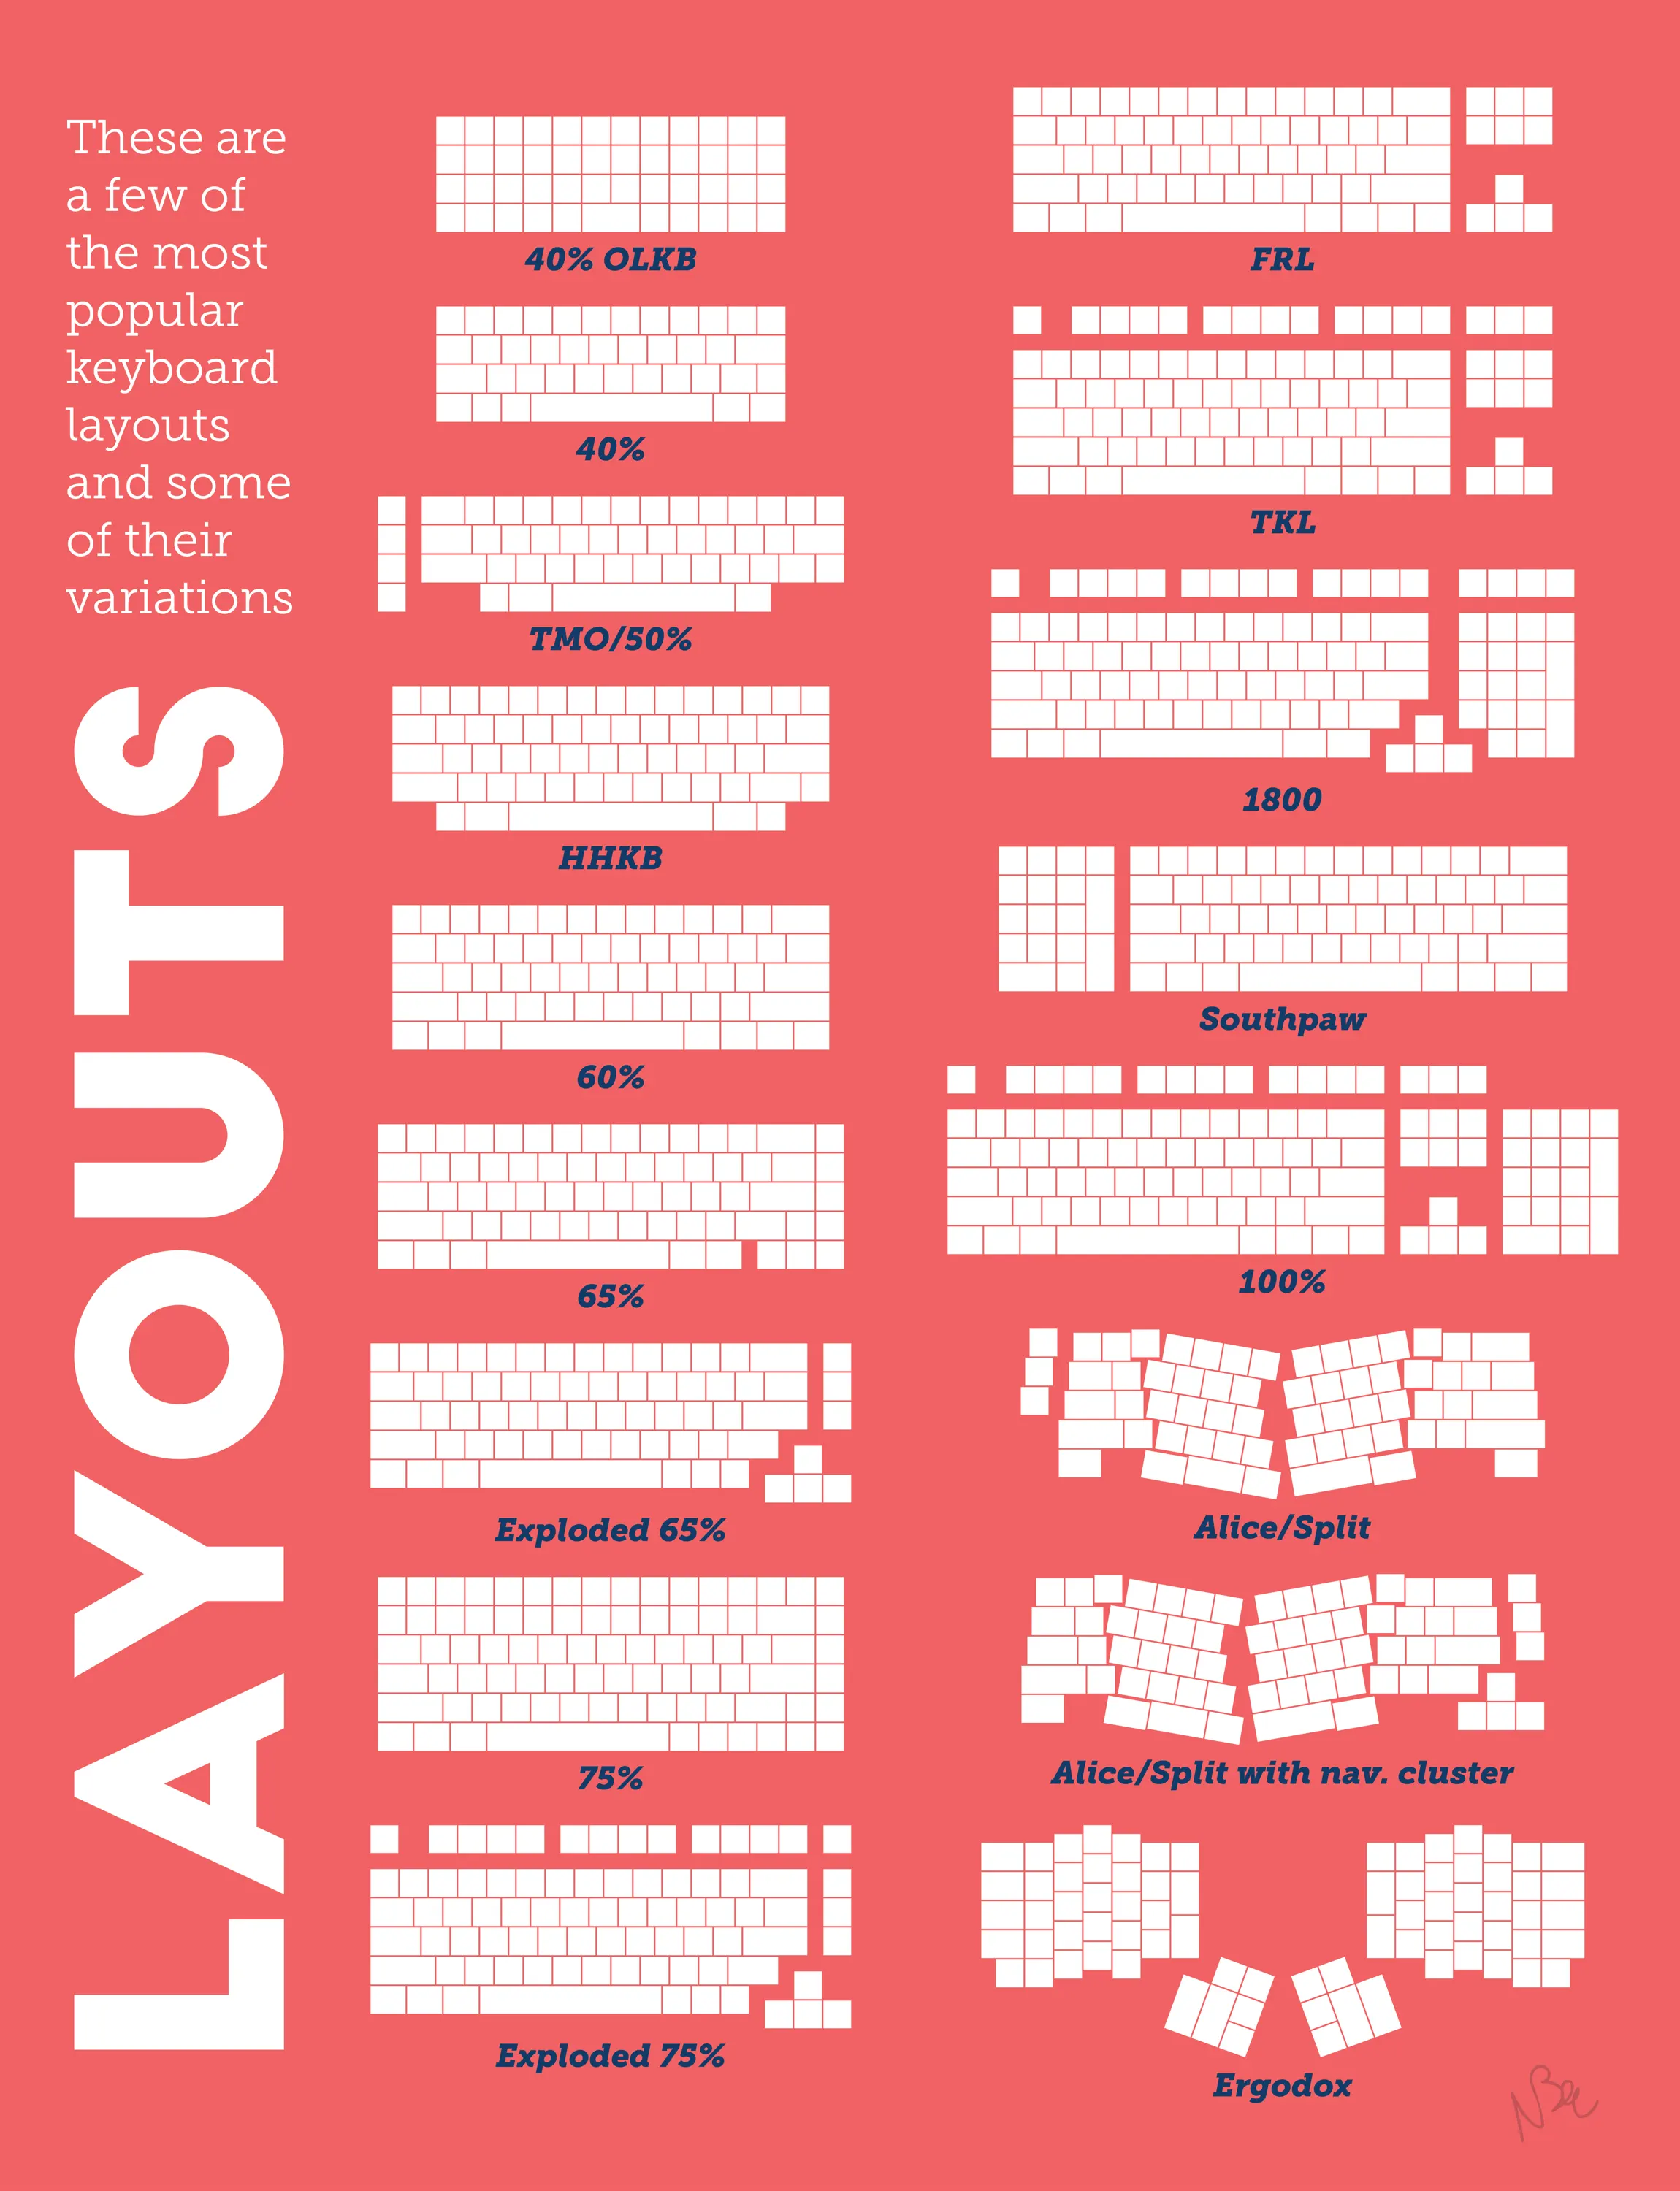 These are
a few of
the most
popular
keyboard
layouts
and some
of their
variations
LAYOUTS
40% OLKB
40%
TMO/50%
HHKB
60%
65%
Exploded 65%
75%
Exploded 75%
FRL
TKL
1800
Southpaw
100%
Alice/Split
Alice/Split with nav. cluster
Ergodox